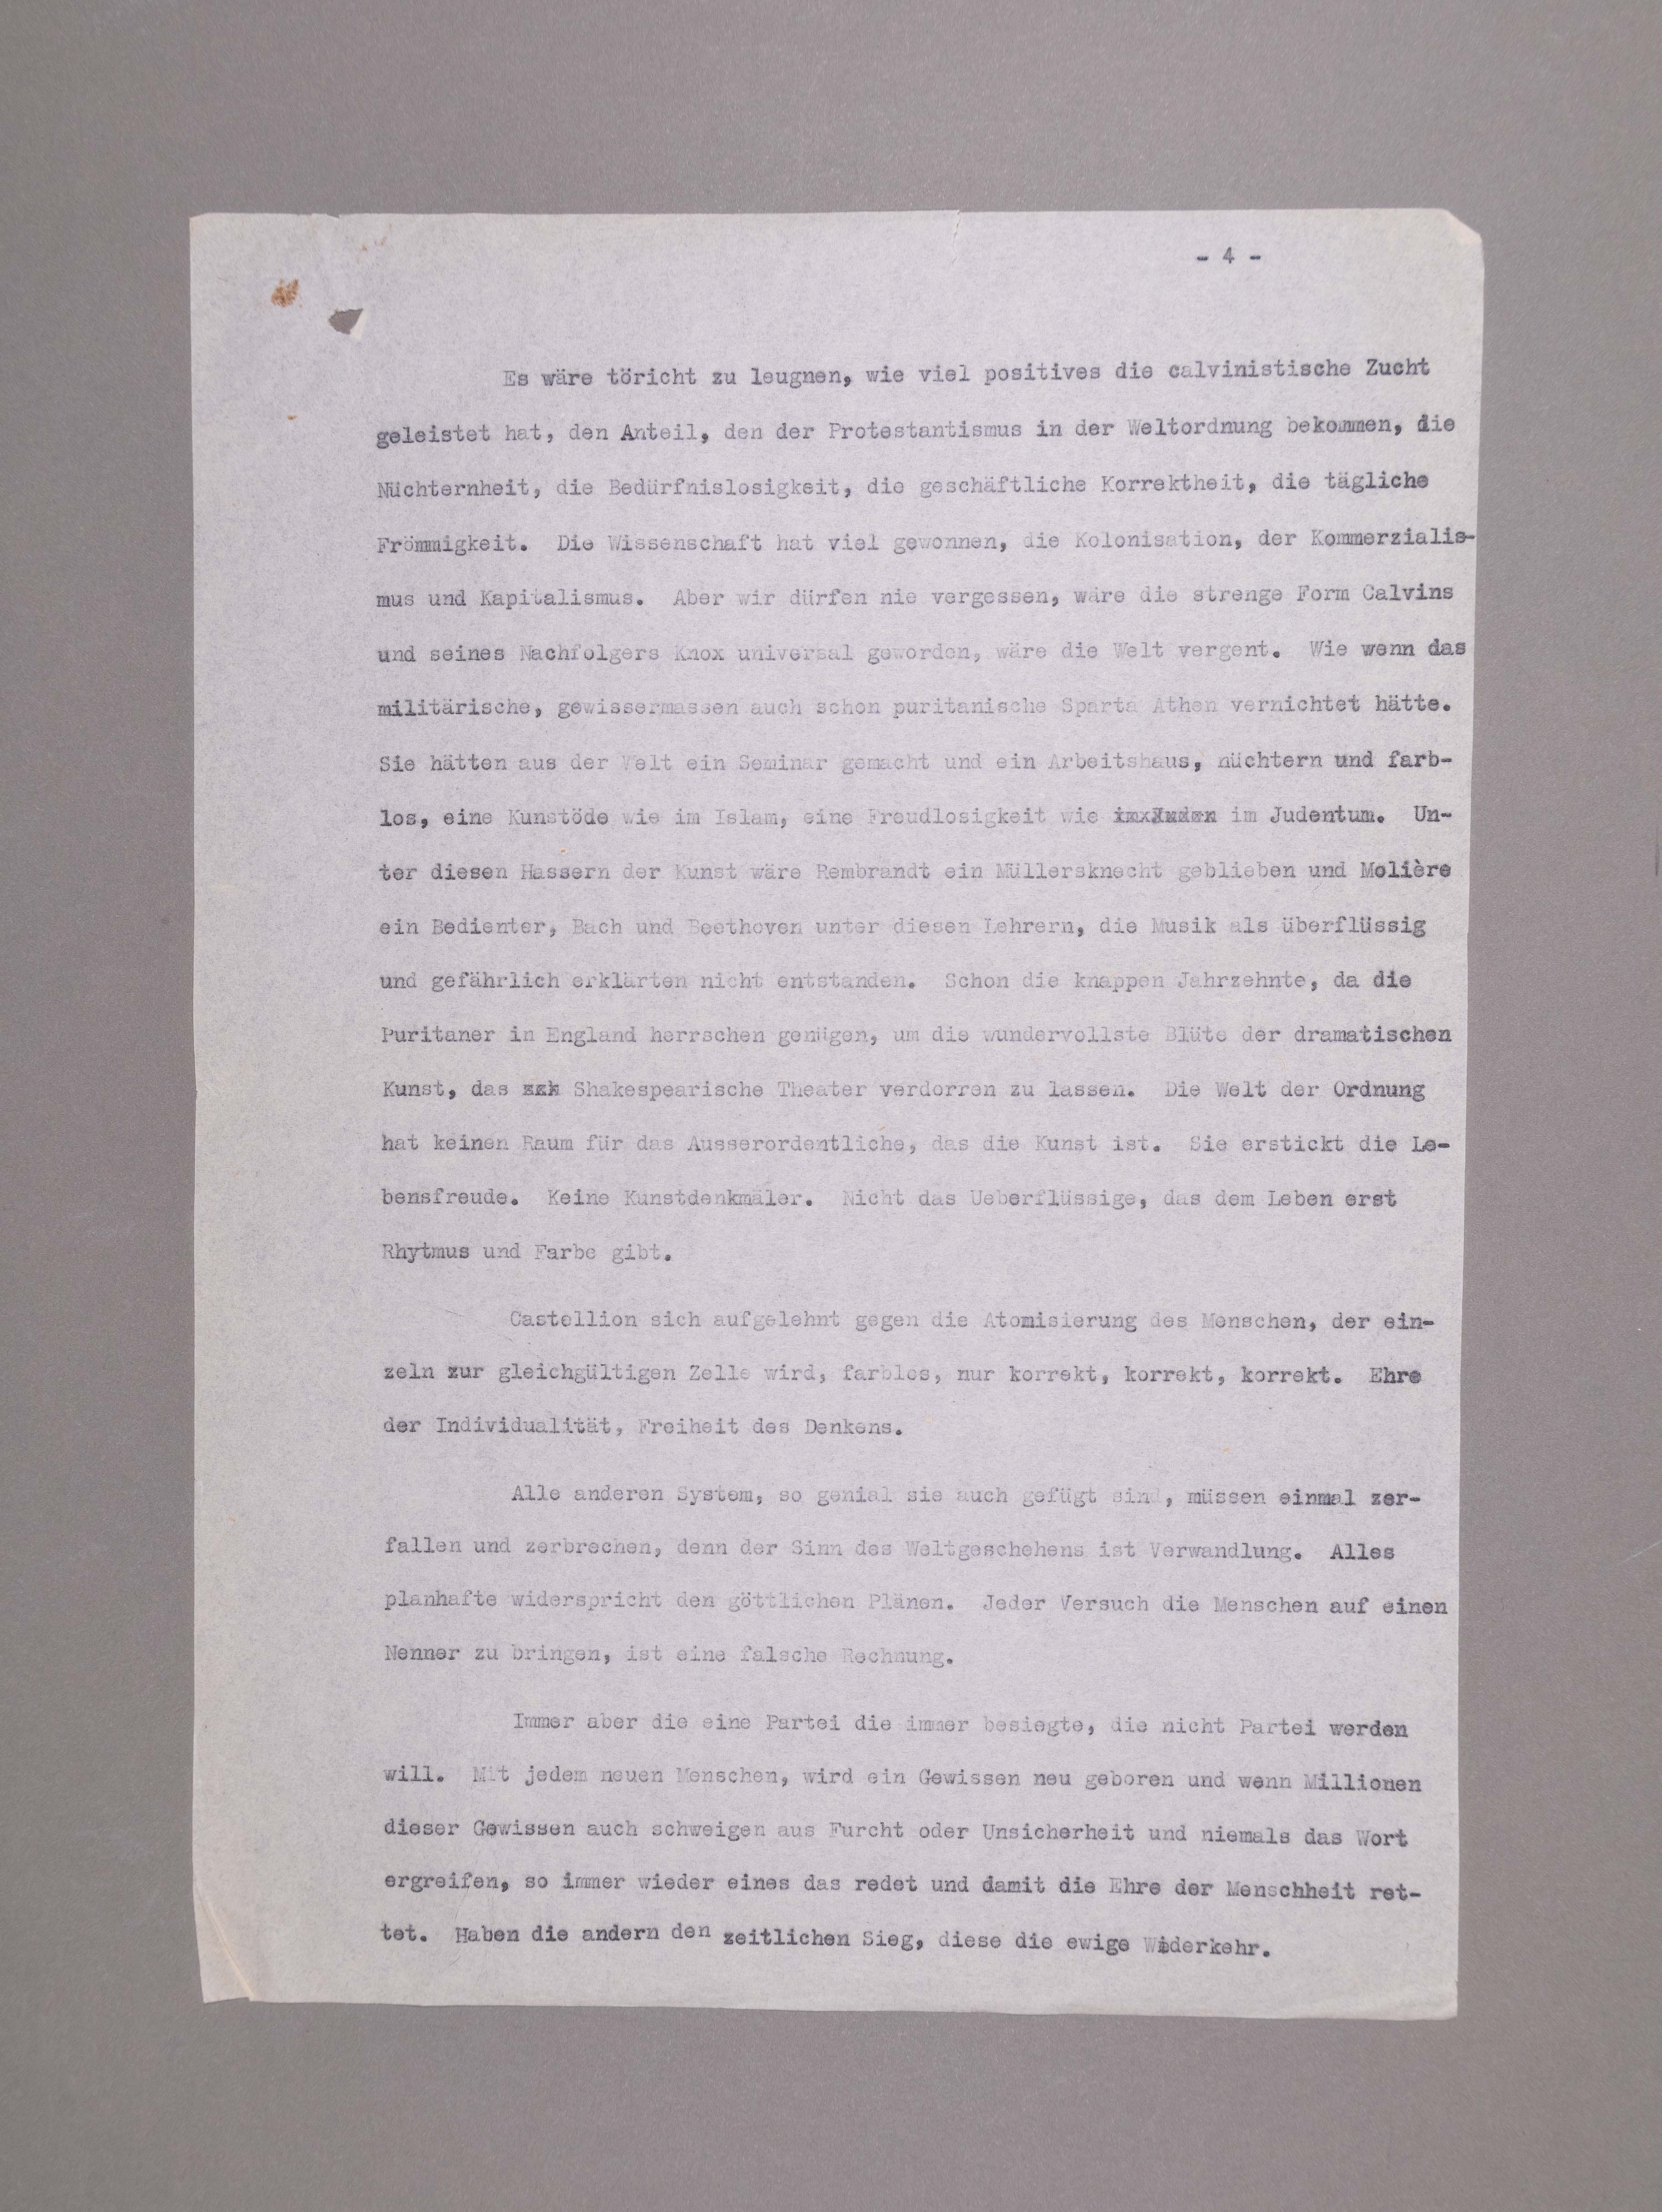 - 4 -
Es wäre töricht zu leugnen, wie viel positives die calvinistische Zucht
geleistet hat, den Anteil, den der Protestantismus in der Weltordnung bekommen, die
Nüchternheit, die Bedürfnislosigkeit, die geschäftliche Korrektheit, die tägliche
Frömmigkeit. Die Wissenschaft hat viel gewonnen, die Kolonisation, der Kommerzialis-
mus und Kapitalismus. Aber wir dürfen nie vergessen, wäre die strenge Form Calvins
und seines Nachfolgers Knox universal geworden, wäre die Welt vergent. Wie wenn das
militärische, gewissermassen auch schon puritanische Sparta Athen vernichtet hätte.
Sie hätten aus der Welt ein Seminar gemacht und ein Arbeitshaus, nüchtern und farb-
los, eine Kunstöde wie im Islam, eine Freudlosigkeit wie im Judentum. Un-
ter diesen Hassern der Kunst wäre Rembrandt ein Müllersknecht geblieben und Molière
ein Bedienter, Bach und Beethoven unter diesen Lehrern, die Musik als überflüssig
und gefährlich erklärten nicht entstanden. Schon die knappen Jahrzehnte, da die
Puritaner in England herrschen genügen, um die wundervollste Blüte der dramatischen
Kunst, das Shakespearische Theater verdorren zu lassen. Die Welt der Ordnung
hat keinen Raum für das Ausserordentliche, das die Kunst ist. Sie erstickt die Le-
bensfreude. Keine Kunstdenkmäler. Nicht das Ueberflüssige, das dem Leben erst
Rhytmus und Farbe gibt.
Castellion sich aufgelehnt gegen die Atomisierung des Menschen, der ein-
zeln zur gleichgültigen Zelle wird, farblos, nur korrekt, korrekt, korrekt. Ehre
der Individualität, Freiheit des Denkens.
Alle anderen System, so genial sie auch gefügt sind, müssen einmal zer-
fallen und zerbrechen, denn der Sinn des Weltgeschehens ist Verwandlung. Alles
planhafte widerspricht den göttlichen Plänen. Jeder Versuch die Menschen auf einen
Nenner zu bringen, ist eine falsche Rechnung.
Immer aber die eine Partei die immer besiegte, die nicht Partei werden
will. Mit jedem neuen Menschen, wird ein Gewissen neu geboren und wenn Millionen
dieser Gewissen auch schweigen aus Furcht oder Unsicherheit und niemals das Wort
ergreifen, so immer wieder eines das redet und damit die Ehre der Menschheit ret-
tet. Haben die andern den zeitlichen Sieg, diese die ewige Widerkehr.